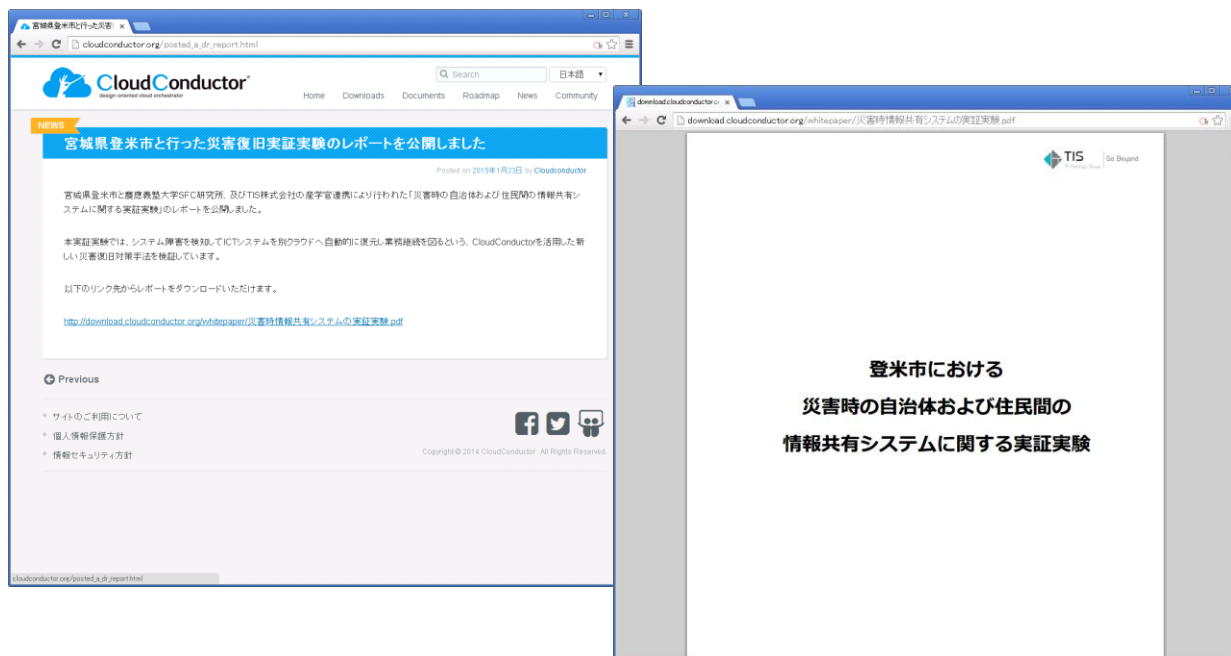 宮城県登米市と行った災害
cloudconductor.org/posted_a_dr_report.html
CloudConductor
design oriented cloud orchestrator
Search
日本語
Home Downloads Documents Roadmap News Community
NEWS
宮城県登米市と行った災害復旧実証実験のレポートを公開しました
Posted on 2015年1月23日 by Cloudconductor
宮城県登米市と慶應義塾大学SFC研究所、及びTIS株式会社の産学官連携により行われた「災害時の自治体および住民間の情報共有シ
ステムに関する実証実験」のレポートを公開しました。
本実証実験では、システム障害を検知してICTシステムを別クラウドへ自動的に復元し業務継続を図るという、CloudConductorを活用した新
しい災害復旧対策手法を検証しています。
以下のリンク先からレポートをダウンロードいただけます。
http://download.cloudconductor.org/whitepaper/災害時情報共有システムの実証実験.pdf
Previous
サイトのご利用について
個人情報保護方針
情報セキュリティ方針
Copyright © 2014 CloudConductor. All Rights Reserved.
cloudconductor.org/posted_a_dr_report.html
download.cloudconductor.or
download.cloudconductor.org/whitepaper/災害時情報共有システムの実証実験.pdf
TIS
Go Beyond
登米市における
災害時の自治体および住民間の
情報共有システムに関する実証実験